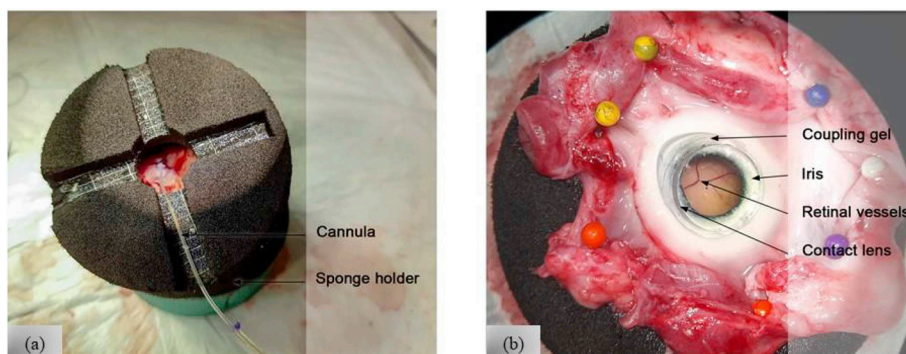 Cannula
Sponge holder
(a)
Coupling gel
Iris
Retinal vessels
Contact lens
(b)